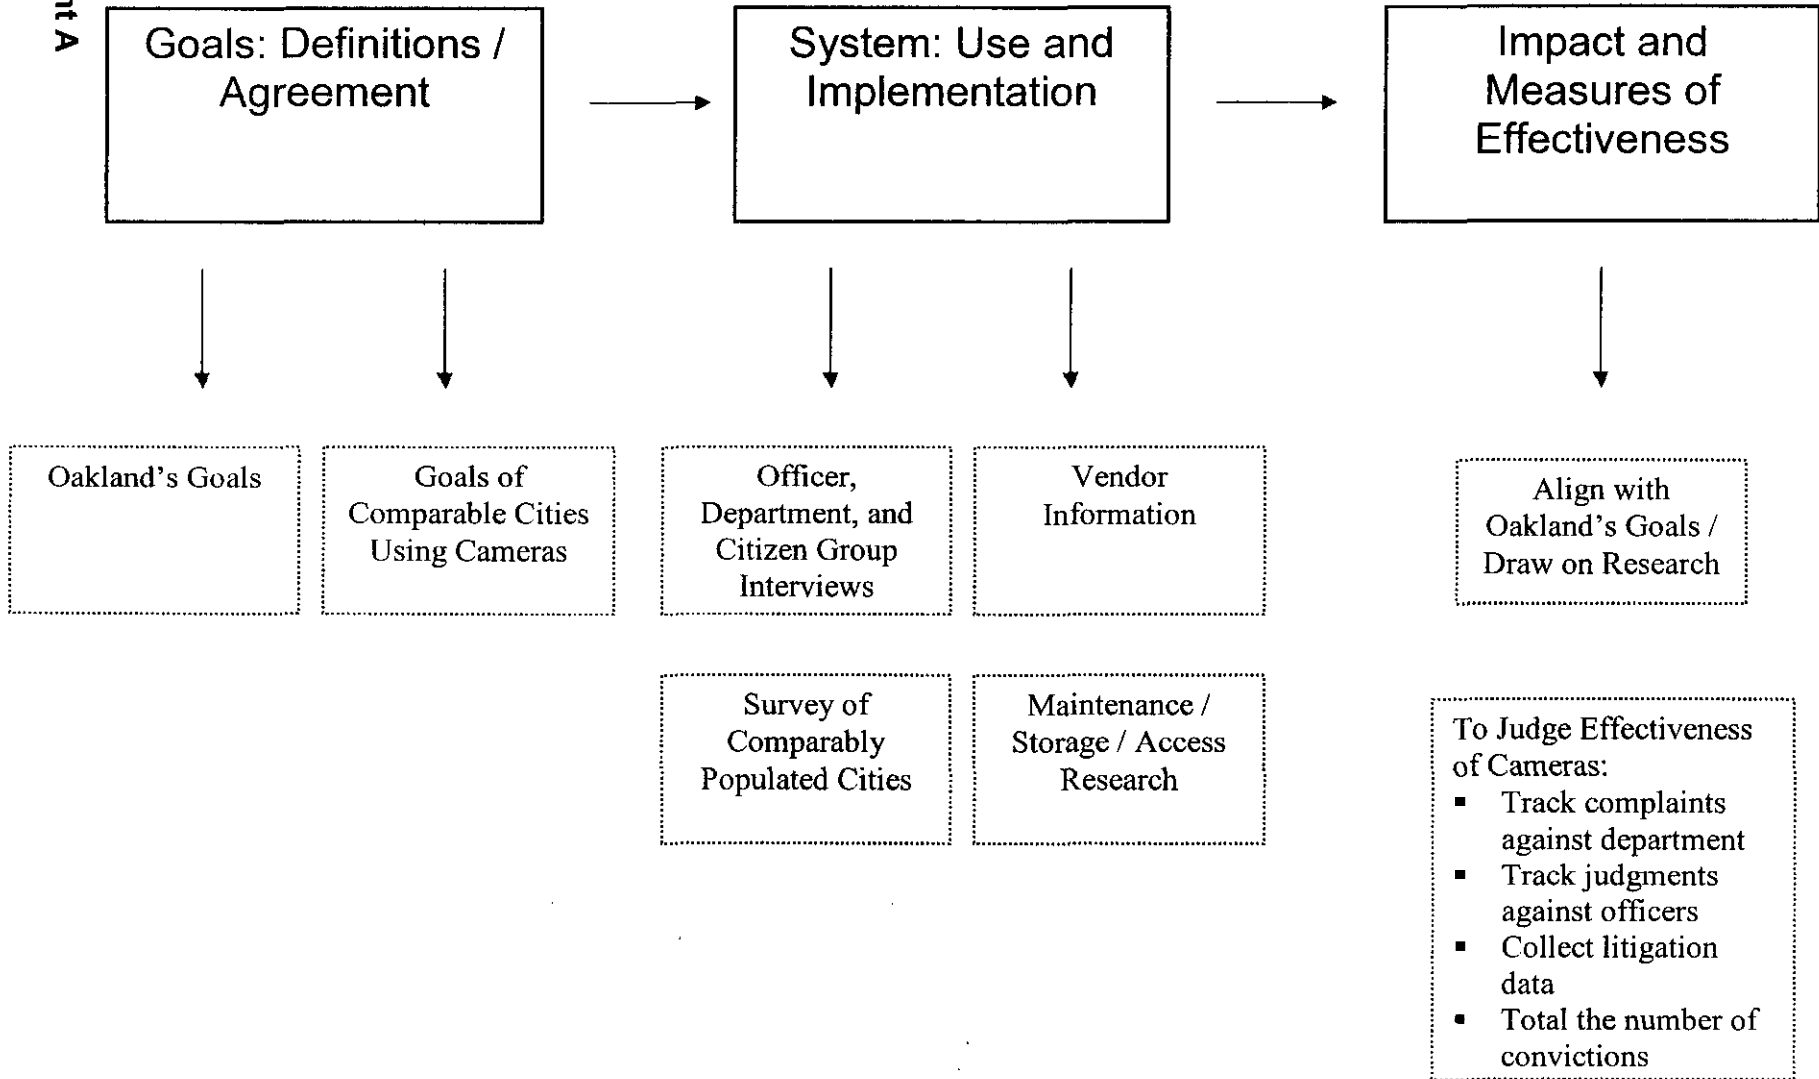 nt A
Goals: Definitions /
Agreement
System: Use and
Implementation
Impact and
Measures of
Effectiveness
Oakland's Goals
Goals of
Comparable Cities
Using Cameras
Officer,
Department, and
Citizen Group
Interviews
Vendor
Information
Align with
Oakland's Goals /
Draw on Research
Survey of
Comparably
Populated Cities
Maintenance /
Storage / Access
Research
To Judge Effectiveness
of Cameras:
▪ Track complaints
against department
▪ Track judgments
against officers
▪ Collect litigation
data
▪ Total the number of
convictions